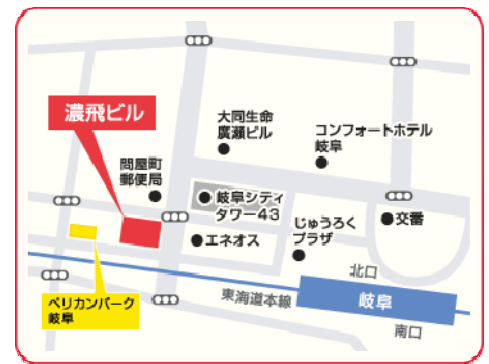 濃飛ビル
大同生命
廣瀬ビル
コンフォートホテル
岐阜
問屋町
郵便局
岐阜シティ
タワー43
じゅうろく
プラザ
交番
エネオス
北口
東海道本線
岐阜
南口
ペリカンパーク
岐阜